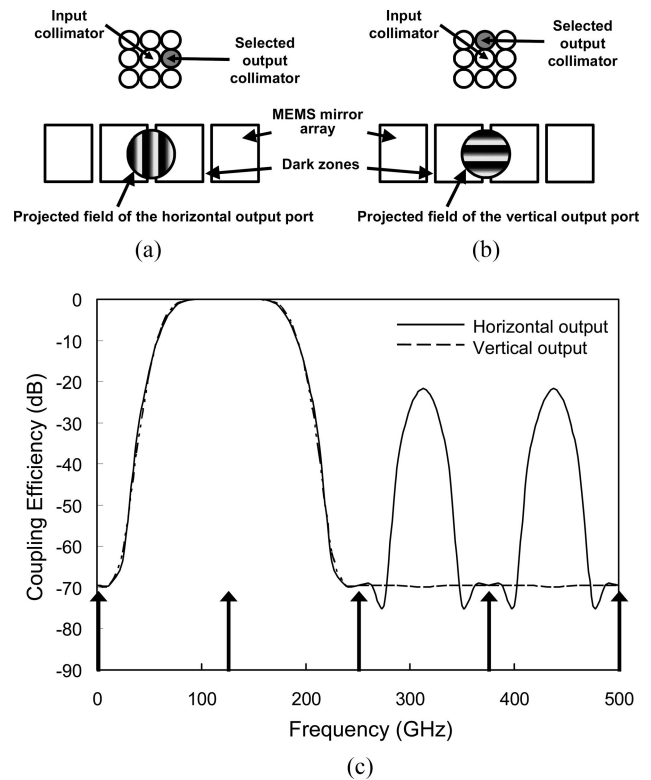 Input
collimator
Selected
output
collimator
MEMS mirror
array
Dark zones
Projected field of the horizontal output port
(a)
Input
collimator
Selected
output
collimator
Projected field of the vertical output port
(b)
Coupling Efficiency (dB)
0
-10
-20
-30
-40
-50
-60
-70
-80
-90
Horizontal output
Vertical output
0
100
200
300
400
500
Frequency (GHz)
(c)